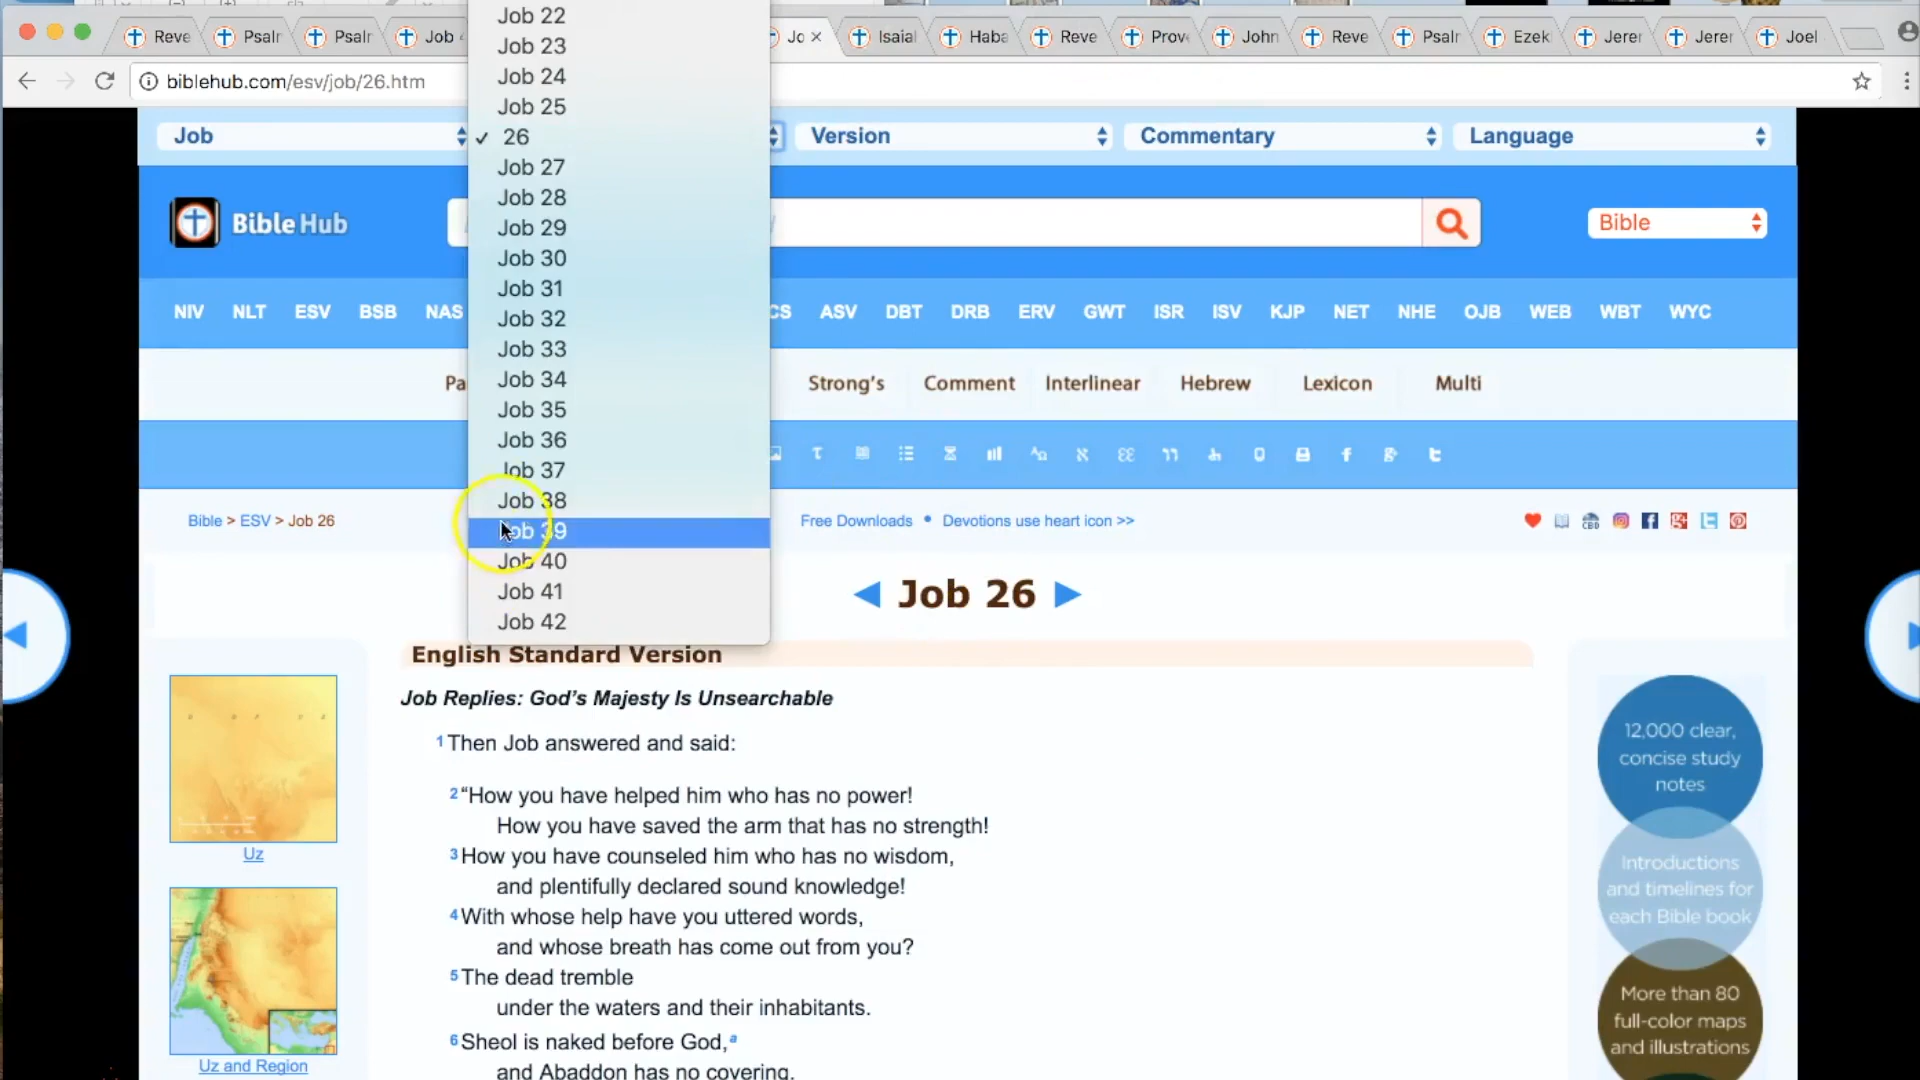 Job 22
Job 23
Job 24
Job 25
✓ 26
Job 27
Job 28
Job 29
Job 30
Job 31
Job 32
Job 33
Job 34
Job 35
Job 36
Job 37
Job 38
Job 39
Job 40
Job 41
Job 42
Reve Psalr Psalr Job Jo Isaial Haba Reve Prov John Reve Psalr Ezek Jerer Jerer Joel
biblehub.com/esv/job/26.htm
Job Version Commentary Language
Bible Hub Bible
NIV NLT ESV BSB NAS CS ASV DBT DRB ERV GWT ISR ISV KJP NET NHE OJB WEB WBT WYC
Pa Strong's Comment Interlinear Hebrew Lexicon Multi
Bible > ESV > Job 26
Free Downloads • Devotions use heart icon >>
◄ Job 26 ►
English Standard Version
Job Replies: God's Majesty Is Unsearchable
1Then Job answered and said:
2“How you have helped him who has no power!
How you have saved the arm that has no strength!
3How you have counseled him who has no wisdom,
and plentifully declared sound knowledge!
4With whose help have you uttered words,
and whose breath has come out from you?
5The dead tremble
under the waters and their inhabitants.
6Sheol is naked before God,a
and Abaddon has no covering.
Uz
Uz and Region
12,000 clear,
concise study
notes
Introductions
and timelines for
each Bible book
More than 80
full-color maps
and illustrations